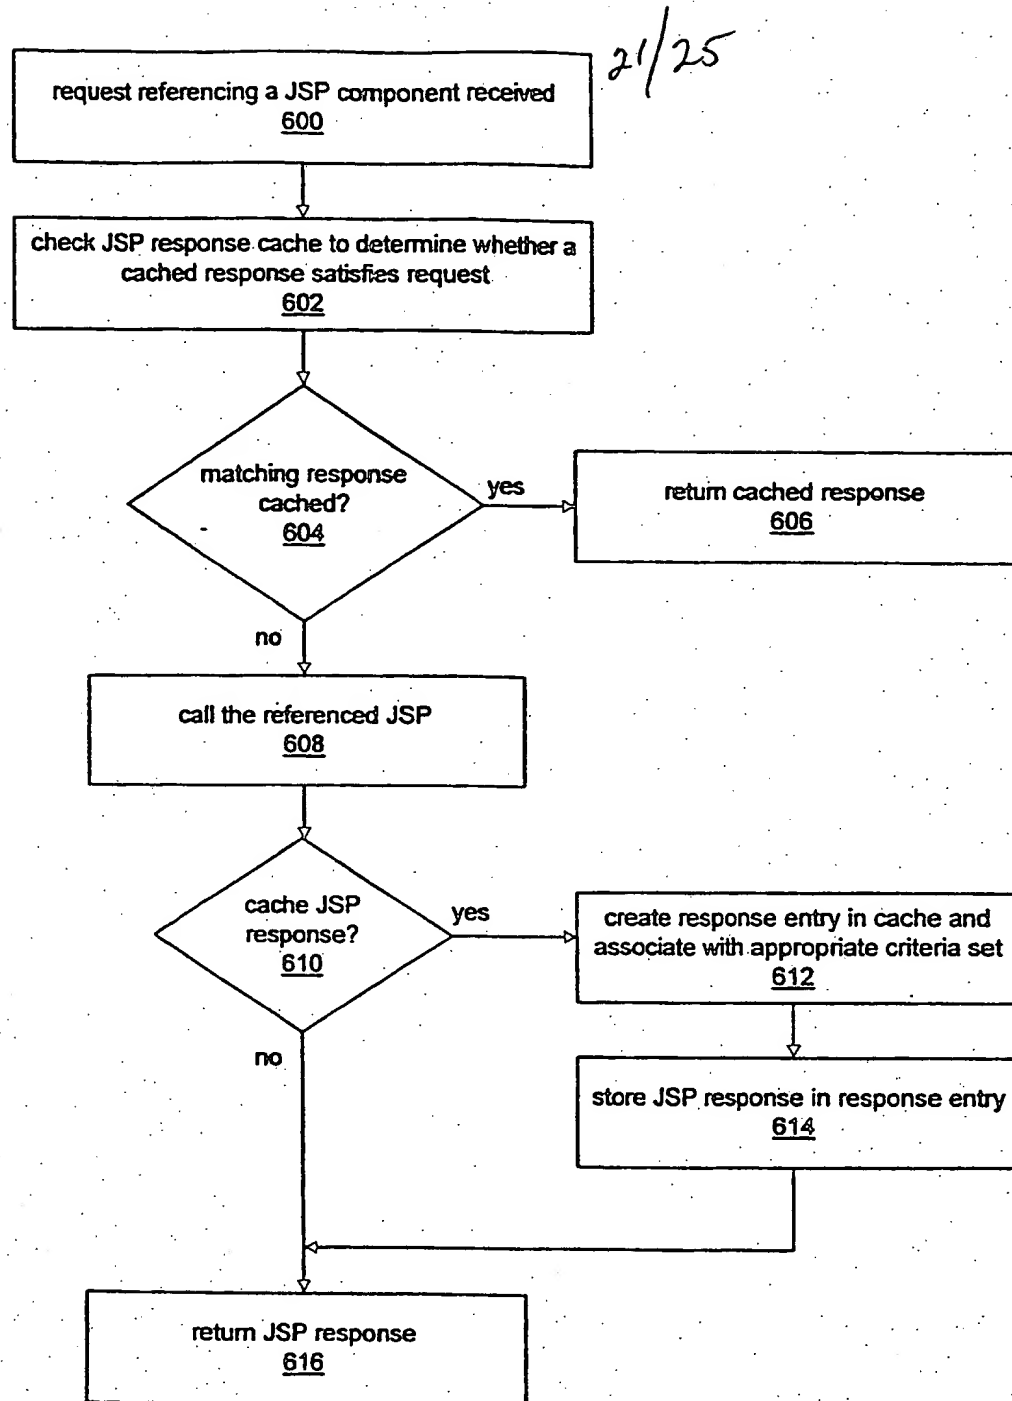 21/25
request referencing a JSP component received
600
check JSP response cache to determine whether a
cached response satisfies request
602
matching response
cached?
604
yes
return cached response
606
no
call the referenced JSP
608
cache JSP
response?
610
yes
create response entry in cache and
associate with appropriate criteria set
612
no
store JSP response in response entry
614
return JSP response
616